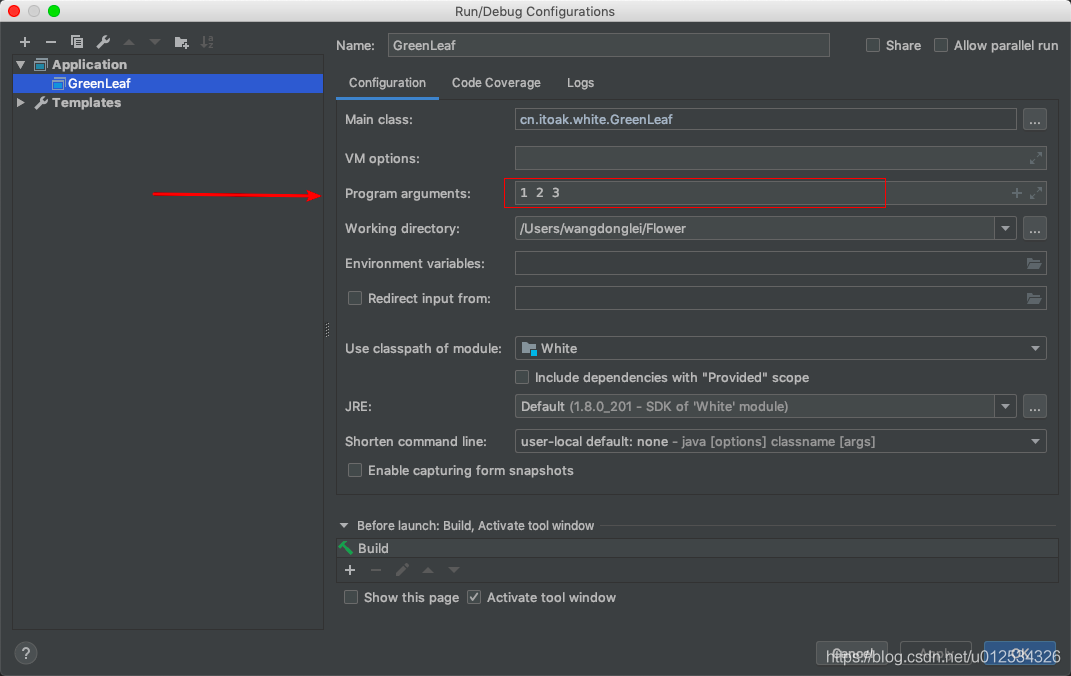 Run/Debug Configurations
Name: GreenLeaf Share Allow parallel run
Application
GreenLeaf
Templates
Configuration Code Coverage Logs
Main class: cn.itoak.white.GreenLeaf ...
VM options:
Program arguments: 1 2 3
Working directory: /Users/wangdonglei/Flower ...
Environment variables:
Redirect input from:
Use classpath of module: White
Include dependencies with "Provided" scope
JRE: Default (1.8.0_201 - SDK of 'White' module) ...
Shorten command line: user-local default: none - java [options] classname [args]
Enable capturing form snapshots
Before launch: Build, Activate tool window
Build
Show this page Activate tool window
? Cancel Apply OK
https://blog.csdn.net/u012534326